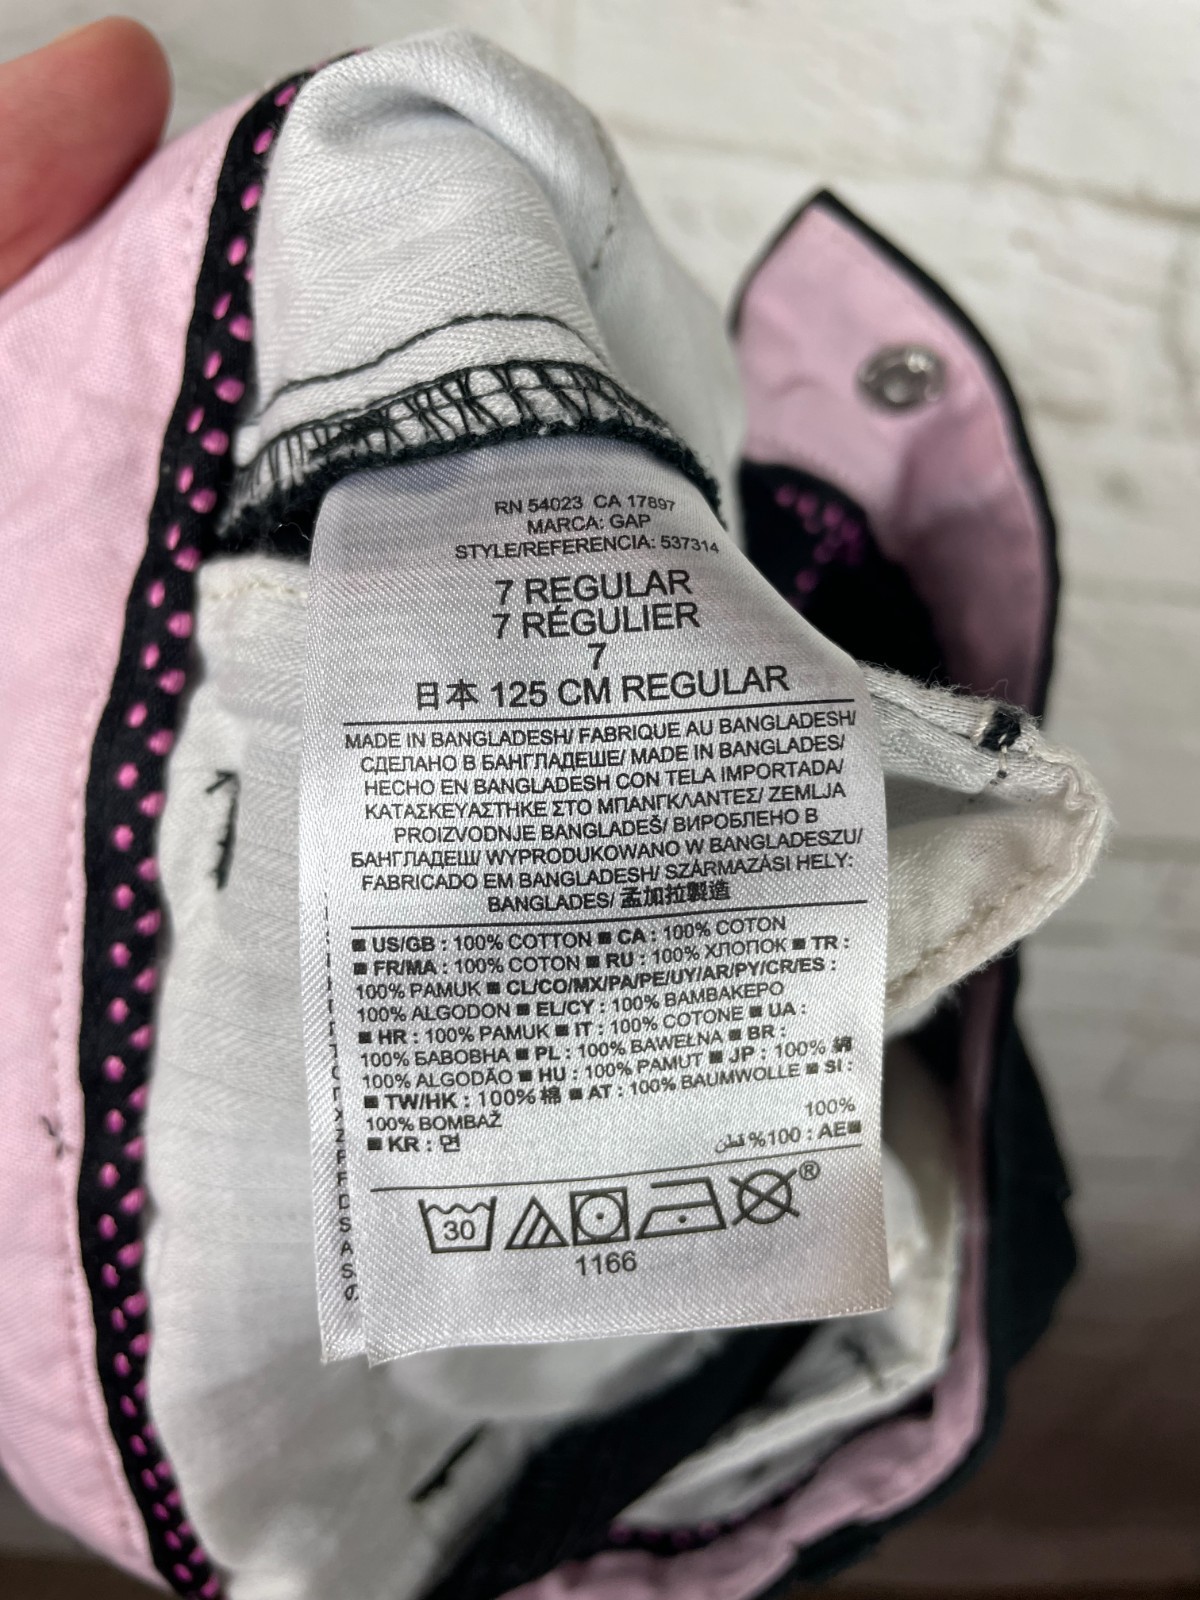 RN 54023 CA 17897
MARCA: GAP
STYLE/REFERENCIA: 537314
7 REGULAR
7 RÉGULIER
7
日本 125 CM REGULAR
MADE IN BANGLADESH/ FABRIQUE AU BANGLADESH/
СДЕЛАНО В БАНГЛАДЕШЕ/ MADE IN BANGLADES/
HECHO EN BANGLADESH CON TELA IMPORTADA/
ΚΑΤΑΣΚΕΥΑΣΤΗΚΕ ΣΤΟ ΜΠΑΝΓΚΛΑΝΤΕΣ/ ZEMLJA
PROIZVODNJE BANGLADEŠ/ ВИРОБЛЕНО В
БАНГЛАДЕШ/ WYPRODUKOWANO W BANGLADESZU/
FABRICADO EM BANGLADESH/ SZÁRMAZÁSI HELY:
BANGLADES/ 孟加拉製造
■ US/GB : 100% COTTON ■ CA : 100% COTON
■ FR/MA : 100% COTON ■ RU : 100% ХЛОПОК ■ TR :
100% PAMUK ■ CL/CO/MX/PA/PE/UY/AR/PY/CR/ES :
100% ALGODON ■ EL/CY : 100% ΒΑΜΒΑΚΕΡΟ
■ HR : 100% PAMUK ■ IT : 100% COTONE ■ UA :
100% БАВОВНА ■ PL : 100% BAWEŁNA ■ BR :
100% ALGODÃO ■ HU : 100% PAMUT ■ JP : 100% 綿
■ TW/HK : 100% 棉 ■ AT : 100% BAUMWOLLE ■ SI :
100% BOMBAŽ
100%
■ KR : 면
■AE : 100% قطن
30
®
1166